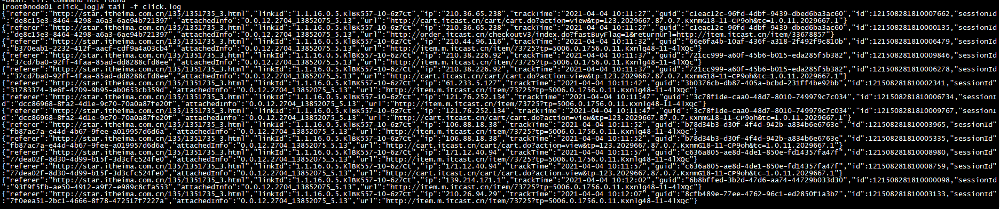 -bash: tlf: command not found
[root@node01 click_log]# tail -f click.log
{"referer":"http://star.itheima.com.cn/135/1351735_3.html","linkId":"1.1.16.0.5.KlBK557-10-6z7Ct","ip":"210.36.65.238","trackTime":"2021-04-04 10:11:27","guid":"c1eac12c-96fd-4dbf-9439-dbed6ba3ac60","id":121508281810007662,"sessionId
":"de8c15e3-8464-4298-a6a3-6ae94b721397","attachedInfo":"0.0.12.2704_13852075_5.13","url":"http://cart.itcast.cn/cart/cart.do?action=view&tp=123.2029667.87.0.7.KxnmG18-11-CP9oh&tc=1.0.11.2029667.1"}
{"referer":"http://star.itheima.com.cn/135/1351735_3.html","linkId":"1.1.16.0.5.KlBK557-10-6z7Ct","ip":"210.36.65.238","trackTime":"2021-04-04 10:11:27","guid":"c1eac12c-96fd-4dbf-9439-dbed6ba3ac60","id":121508281810000135,"sessionId
":"de8c15e3-8464-4298-a6a3-6ae94b721397","attachedInfo":"0.0.12.2704_13852075_5.13","url":"http://order.itcast.cn/checkoutV3/index.do?fastBuyFlag=1&returnUrl=http://item.itcast.cn/item/33678857"}
{"referer":"http://star.itheima.com.cn/135/1351735_3.html","linkId":"1.1.16.0.5.KlBK557-10-6z7Ct","ip":"210.44.96.116","trackTime":"2021-04-04 10:11:32","guid":"66e6fa4b-10af-436f-a318-2f492f9c810b","id":121508281810006479,"sessionId
":"b370eab1-2232-412f-aacf-cdf9a4a03cb4","attachedInfo":"0.0.12.2704_13852075_5.13","url":"http://item.m.itcast.cn/item/73725?tp=5006.0.1756.0.11.Kxnlg48-11-4lXQc"}
{"referer":"http://star.itheima.com.cn/135/1351735_3.html","linkId":"1.1.16.0.5.KlBK557-10-6z7Ct","ip":"210.38.226.92","trackTime":"2021-04-04 10:11:37","guid":"721cc999-a60f-45b6-b015-eda285f5b382","id":121508281810009846,"sessionId
":"37cd7ba0-92ff-4faa-85ad-dd8288cfd8ee","attachedInfo":"0.0.12.2704_13852075_5.13","url":"http://item.m.itcast.cn/item/73725?tp=5006.0.1756.0.11.Kxnlg48-11-4lXQc"}
{"referer":"http://star.itheima.com.cn/135/1351735_3.html","linkId":"1.1.16.0.5.KlBK557-10-6z7Ct","ip":"210.38.226.92","trackTime":"2021-04-04 10:11:37","guid":"721cc999-a60f-45b6-b015-eda285f5b382","id":121508281810006278,"sessionId
":"37cd7ba0-92ff-4faa-85ad-dd8288cfd8ee","attachedInfo":"0.0.12.2704_13852075_5.13","url":"http://cart.itcast.cn/cart/cart.do?action=view&tp=123.2029667.87.0.7.KxnmG18-11-CP9oh&tc=1.0.11.2029667.1"}
{"referer":"http://star.itheima.com.cn/135/1351735_3.html","linkId":"1.1.16.0.5.KlBK557-10-6z7Ct","ip":"61.233.5.127","trackTime":"2021-04-04 10:11:42","guid":"3b0376cb-db87-405a-bcbd-231ff4be92bb","id":121508281810002341,"sessionId"
:"31783374-3e6f-4709-9b95-ab0653cb359d","attachedInfo":"0.0.12.2704_13852075_5.13","url":"http://item.m.itcast.cn/item/73725?tp=5006.0.1756.0.11.Kxnlg48-11-4lXQc"}
{"referer":"http://star.itheima.com.cn/135/1351735_3.html","linkId":"1.1.16.0.5.KlBK557-10-6z7Ct","ip":"121.76.252.134","trackTime":"2021-04-04 10:11:47","guid":"3c78f1de-caa0-48d7-8010-749979c7c034","id":121508281810006734,"sessionI
d":"dcc86968-8fa2-4d1e-9c70-70a0a87fe20f","attachedInfo":"0.0.12.2704_13852075_5.13","url":"http://item.m.itcast.cn/item/73725?tp=5006.0.1756.0.11.Kxnlg48-11-4lXQc"}
{"referer":"http://star.itheima.com.cn/135/1351735_3.html","linkId":"1.1.16.0.5.KlBK557-10-6z7Ct","ip":"121.76.252.134","trackTime":"2021-04-04 10:11:47","guid":"3c78f1de-caa0-48d7-8010-749979c7c034","id":121508281810009767,"sessionI
d":"dcc86968-8fa2-4d1e-9c70-70a0a87fe20f","attachedInfo":"0.0.12.2704_13852075_5.13","url":"http://cart.itcast.cn/cart/cart.do?action=view&tp=123.2029667.87.0.7.KxnmG18-11-CP9oh&tc=1.0.11.2029667.1"}
{"referer":"http://star.itheima.com.cn/135/1351735_3.html","linkId":"1.1.16.0.5.KlBK557-10-6z7Ct","ip":"106.88.18.38","trackTime":"2021-04-04 10:11:52","guid":"b78d34b3-d30f-4f4d-942b-a834b6e6763e","id":121508281810003965,"sessionId"
:"fb87ac7a-e44d-4b67-9fee-a019957d6d6a","attachedInfo":"0.0.12.2704_13852075_5.13","url":"http://item.m.itcast.cn/item/73725?tp=5006.0.1756.0.11.Kxnlg48-11-4lXQc"}
{"referer":"http://star.itheima.com.cn/135/1351735_3.html","linkId":"1.1.16.0.5.KlBK557-10-6z7Ct","ip":"106.88.18.38","trackTime":"2021-04-04 10:11:52","guid":"b78d34b3-d30f-4f4d-942b-a834b6e6763e","id":121508281810005335,"sessionId"
:"fb87ac7a-e44d-4b67-9fee-a019957d6d6a","attachedInfo":"0.0.12.2704_13852075_5.13","url":"http://cart.itcast.cn/cart/cart.do?action=view&tp=123.2029667.87.0.7.KxnmG18-11-CP9oh&tc=1.0.11.2029667.1"}
{"referer":"http://star.itheima.com.cn/135/1351735_3.html","linkId":"1.1.16.0.5.KlBK557-10-6z7Ct","ip":"171.12.40.94","trackTime":"2021-04-04 10:11:57","guid":"c636a805-ae8d-4de1-850e-fd14357fa47f","id":121508281810008980,"sessionId"
:"77dea02f-8d30-4d99-b15f-3d3cfc524fe0","attachedInfo":"0.0.12.2704_13852075_5.13","url":"http://item.m.itcast.cn/item/73725?tp=5006.0.1756.0.11.Kxnlg48-11-4lXQc"}
{"referer":"http://star.itheima.com.cn/135/1351735_3.html","linkId":"1.1.16.0.5.KlBK557-10-6z7Ct","ip":"171.12.40.94","trackTime":"2021-04-04 10:11:57","guid":"c636a805-ae8d-4de1-850e-fd14357fa47f","id":121508281810008759,"sessionId"
:"77dea02f-8d30-4d99-b15f-3d3cfc524fe0","attachedInfo":"0.0.12.2704_13852075_5.13","url":"http://cart.itcast.cn/cart/cart.do?action=view&tp=123.2029667.87.0.7.KxnmG18-11-CP9oh&tc=1.0.11.2029667.1"}
{"referer":"http://star.itheima.com.cn/135/1351735_3.html","linkId":"1.1.16.0.5.KlBK557-10-6z7Ct","ip":"139.214.171.1","trackTime":"2021-04-04 10:12:02","guid":"6b8bffed-3b2d-47d6-aa74-44729b033d30","id":121508281810000098,"sessionId
":"93f9f5fb-ae50-4912-a9f7-e989c8cfa553","attachedInfo":"0.0.12.2704_13852075_5.13","url":"http://item.m.itcast.cn/item/73725?tp=5006.0.1756.0.11.Kxnlg48-11-4lXQc"}
{"referer":"http://star.itheima.com.cn/135/1351735_3.html","linkId":"1.1.16.0.5.KlBK557-10-6z7Ct","ip":"210.26.94.29","trackTime":"2021-04-04 10:12:07","guid":"8cfb489e-77ee-4762-96c1-ed2850f1a3b7","id":121508281810003133,"sessionId"
:"7f0eea51-2bc1-4666-8f78-472517f7227a","attachedInfo":"0.0.12.2704_13852075_5.13","url":"http://item.m.itcast.cn/item/73725?tp=5006.0.1756.0.11.Kxnlg48-11-4lXQc"}